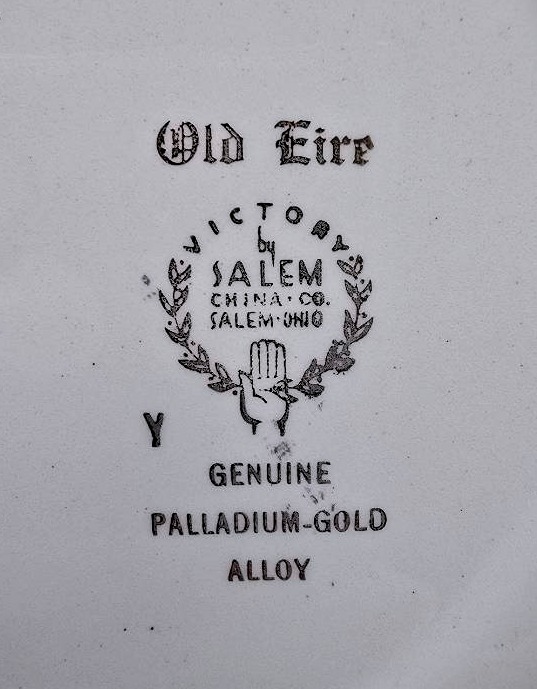 Old Eire
VICTORY
by
SALEM
CHINA · CO.
SALEM · OHIO
Y
GENUINE
PALLADIUM-GOLD
ALLOY